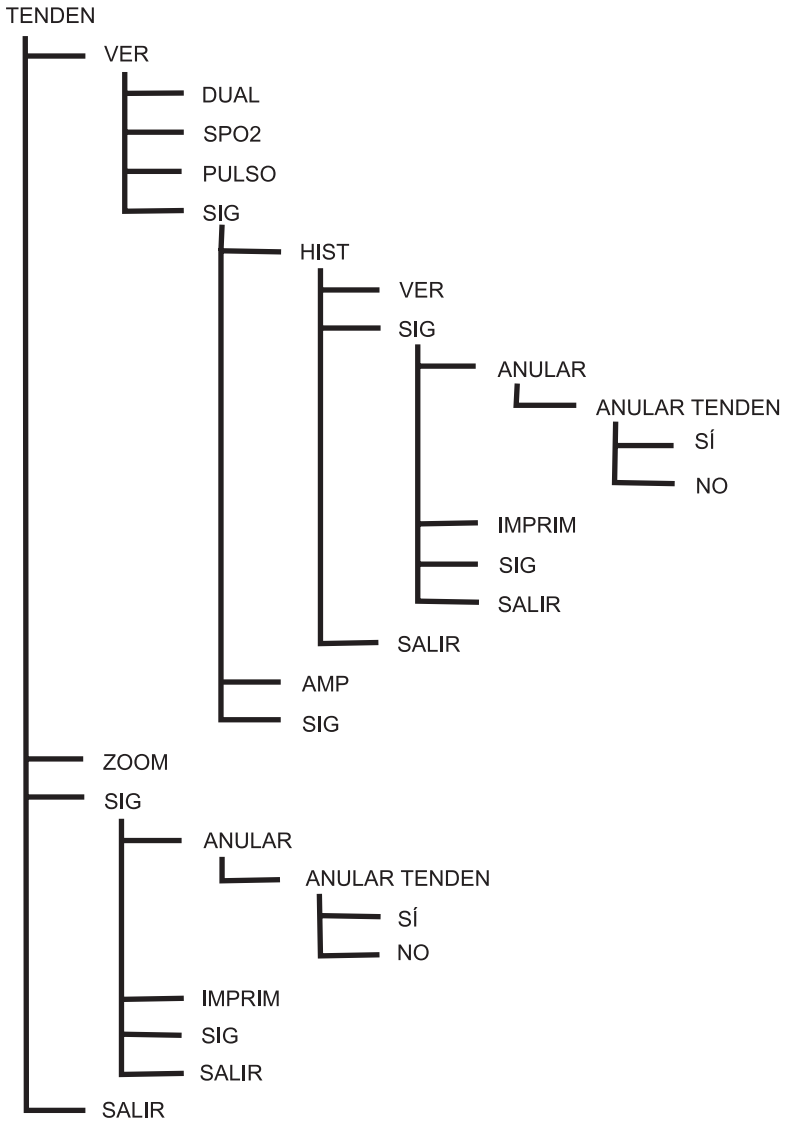 TENDEN
VER
DUAL
SPO2
PULSO
SIG
HIST
VER
SIG
ANULAR
ANULAR TENDEN
SÍ
NO
IMPRIM
SIG
SALIR
SALIR
AMP
SIG
ZOOM
SIG
ANULAR
ANULAR TENDEN
SÍ
NO
IMPRIM
SIG
SALIR
SALIR